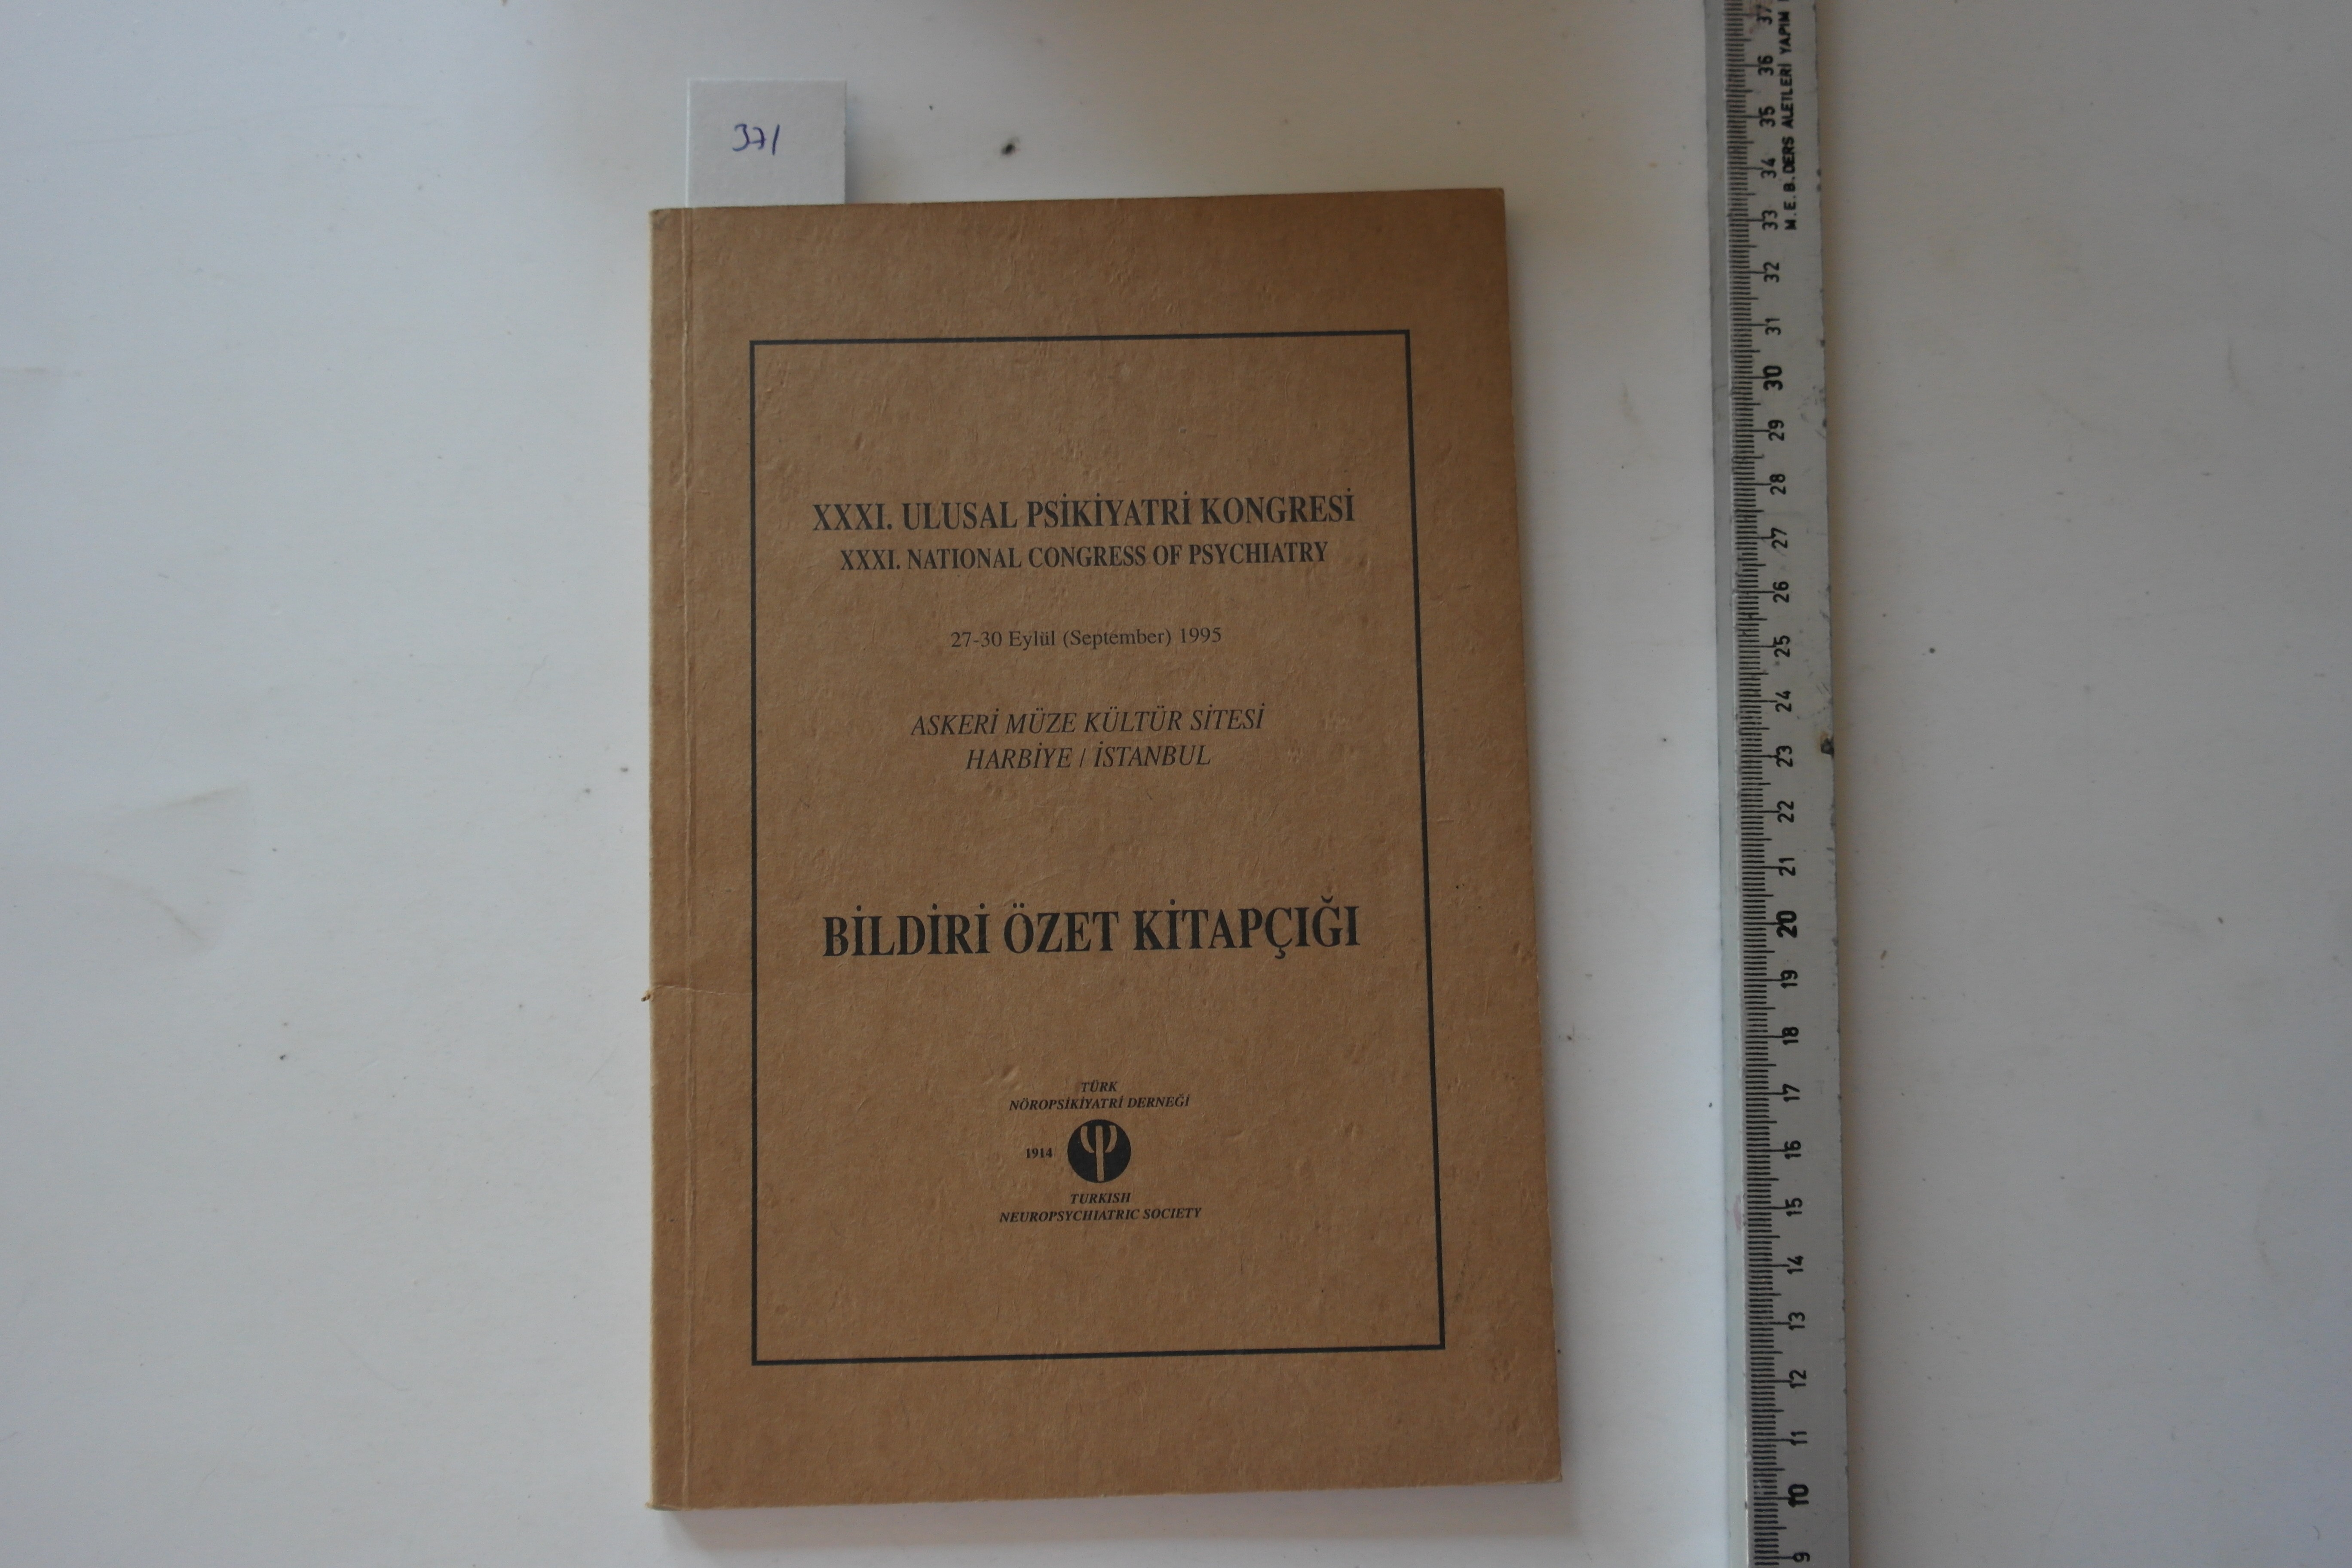 371
XXXI. ULUSAL PSİKİYATRİ KONGRESİ
XXXI. NATIONAL CONGRESS OF PSYCHIATRY
27-30 Eylül (September) 1995
ASKERİ MÜZE KÜLTÜR SİTESİ
HARBİYE / İSTANBUL
BİLDİRİ ÖZET KİTAPÇIĞI
TÜRK
NÖROPSİKİYATRİ DERNEĞİ
1914
TURKISH
NEUROPSYCHIATRIC SOCIETY
M.E.B. DERS ALETLERİ YAPIM
37
36
35
34
33
32
31
30
29
28
27
26
25
24
23
22
21
20
19
18
17
16
15
14
13
12
11
10
9